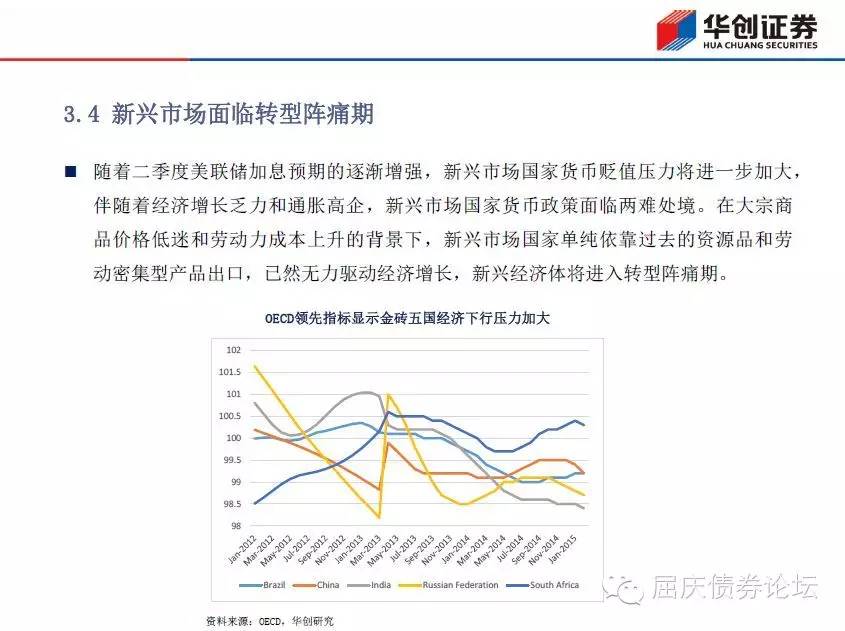 华创证券
HUA CHUANG SECURITIES
3.4 新兴市场面临转型阵痛期
随着二季度美联储加息预期的逐渐增强，新兴市场国家货币贬值压力将进一步加大，
伴随着经济增长乏力和通胀高企，新兴市场国家货币政策面临两难处境。在大宗商
品价格低迷和劳动力成本上升的背景下，新兴市场国家单纯依靠过去的资源品和劳
动密集型产品出口，已然无力驱动经济增长，新兴经济体将进入转型阵痛期。
OECD领先指标显示金砖五国经济下行压力加大
102
101.5
101
100.5
100
99.5
99
98.5
98
Jan-2012 Mar-2012 May-2012 Jul-2012 Sep-2012 Nov-2012 Jan-2013 Mar-2013 May-2013 Jul-2013 Sep-2013 Nov-2013 Jan-2014 Mar-2014 May-2014 Jul-2014 Sep-2014 Nov-2014 Jan-2015
Brazil China India Russian Federation South Africa
屈庆债券论坛
资料来源：OECD，华创研究